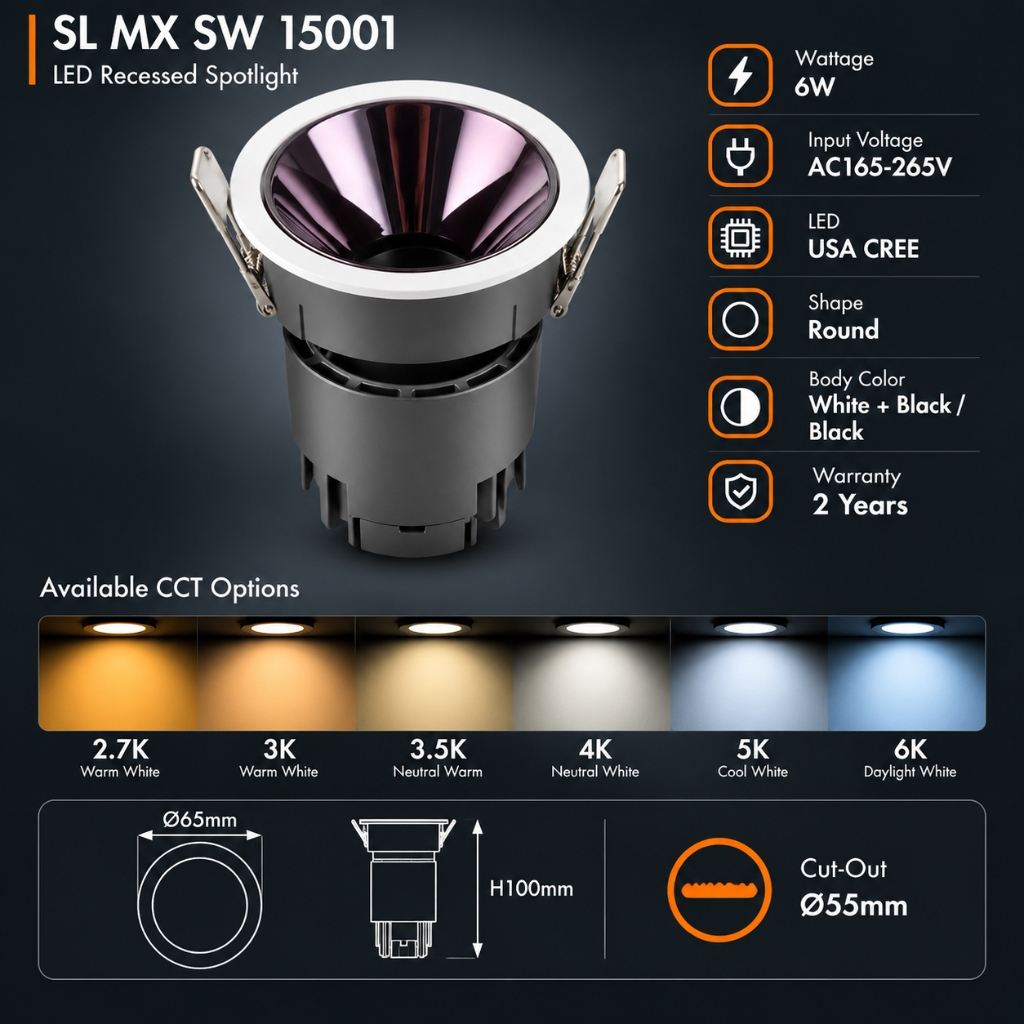 SL MX SW 15001
LED Recessed Spotlight
Wattage
6W
Input Voltage
AC165-265V
LED
USA CREE
Shape
Round
Body Color
White + Black /
Black
Warranty
2 Years
Available CCT Options
2.7K
Warm White
3K
Warm White
3.5K
Neutral Warm
4K
Neutral White
5K
Cool White
6K
Daylight White
Ø65mm
H100mm
Cut-Out
Ø55mm